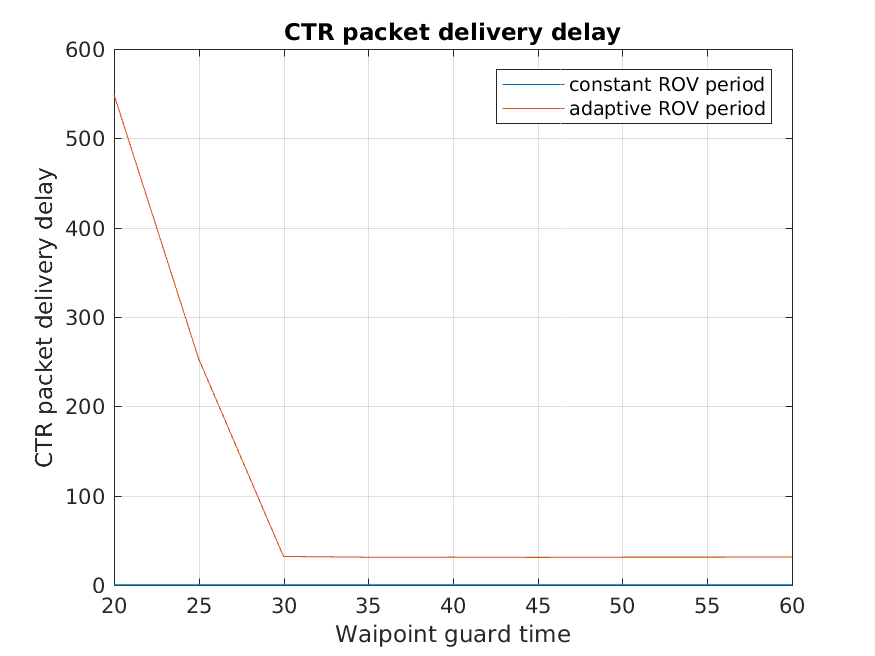 CTR packet delivery delay
600
500
400
300
200
100
0
CTR packet delivery delay
constant ROV period
adaptive ROV period
20 25 30 35 40 45 50 55 60
Waipoint guard time